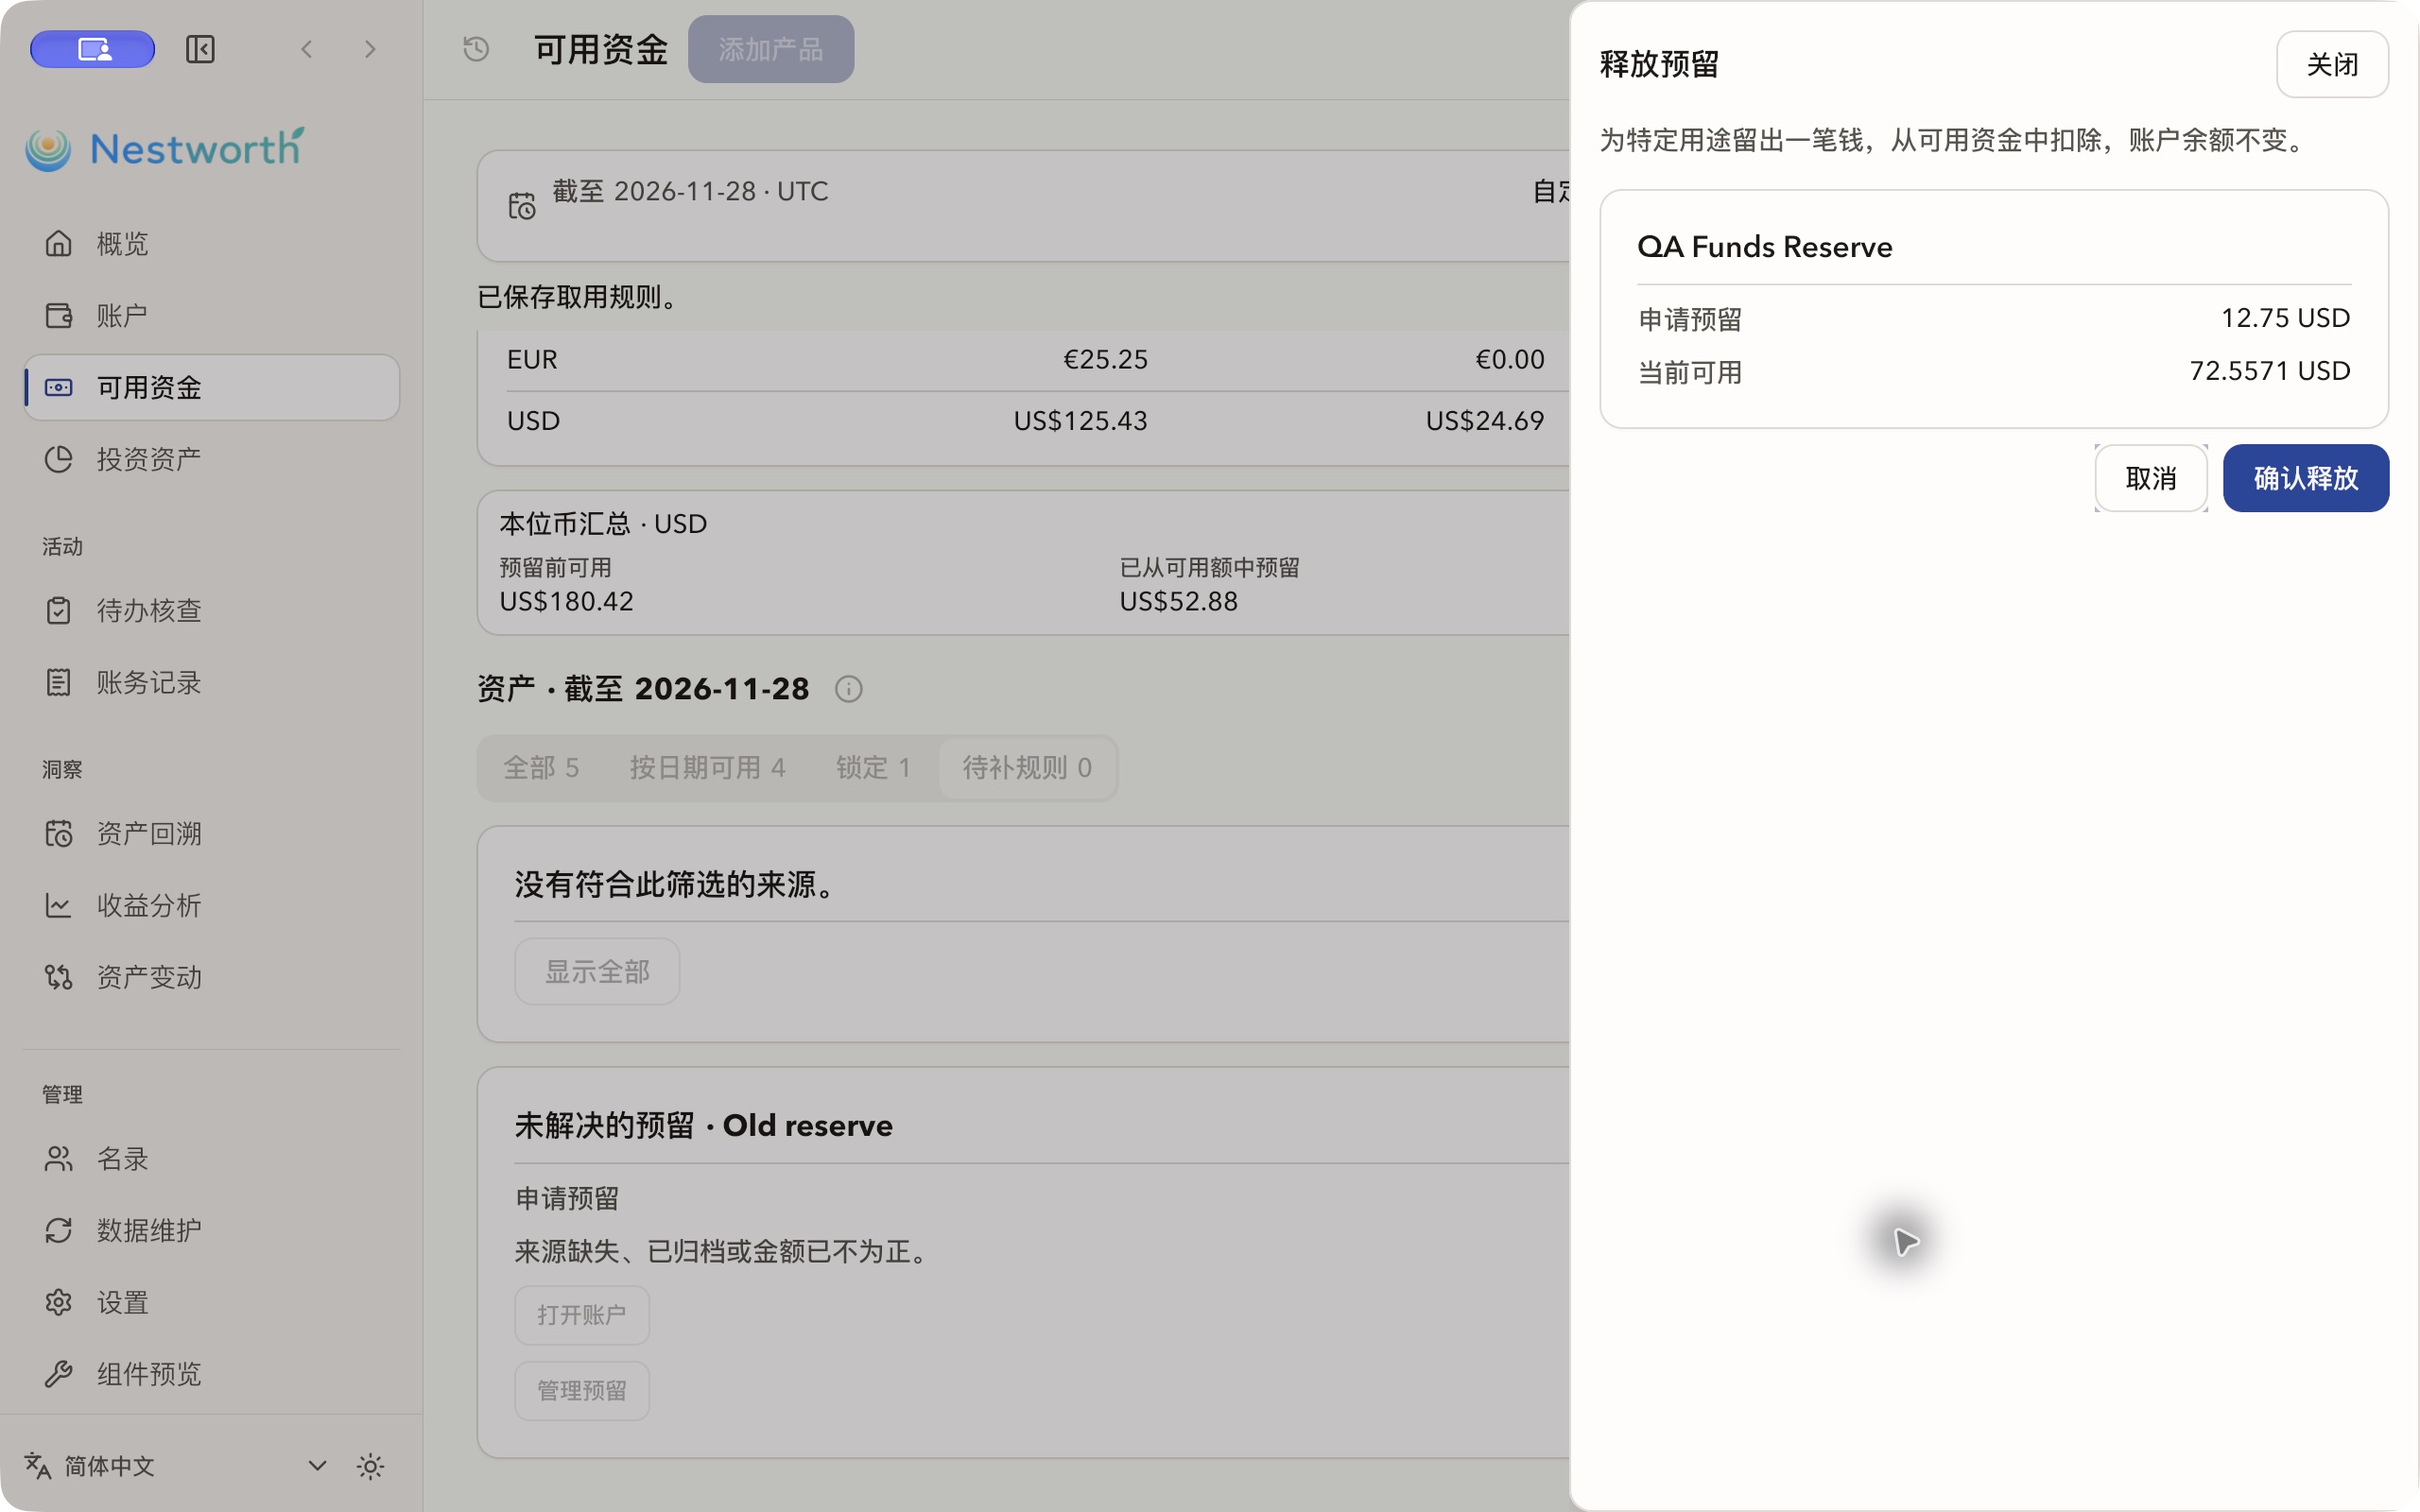 Nestworth
概览
账户
可用资金
投资资产
活动
待办核查
账务记录
洞察
资产回溯
收益分析
资产变动
管理
名录
数据维护
设置
组件预览
简体中文
可用资金
添加产品
截至 2026-11-28 · UTC
自定
已保存取用规则。
EUR €25.25 €0.00
USD US$125.43 US$24.69
本位币汇总 · USD
预留前可用 已从可用额中预留
US$180.42 US$52.88
资产 · 截至 2026-11-28
全部 5 按日期可用 4 锁定 1 待补规则 0
没有符合此筛选的来源。
显示全部
未解决的预留 · Old reserve
申请预留
来源缺失、已归档或金额已不为正。
打开账户
管理预留
释放预留
关闭
为特定用途留出一笔钱，从可用资金中扣除，账户余额不变。
QA Funds Reserve
申请预留 12.75 USD
当前可用 72.5571 USD
取消 确认释放